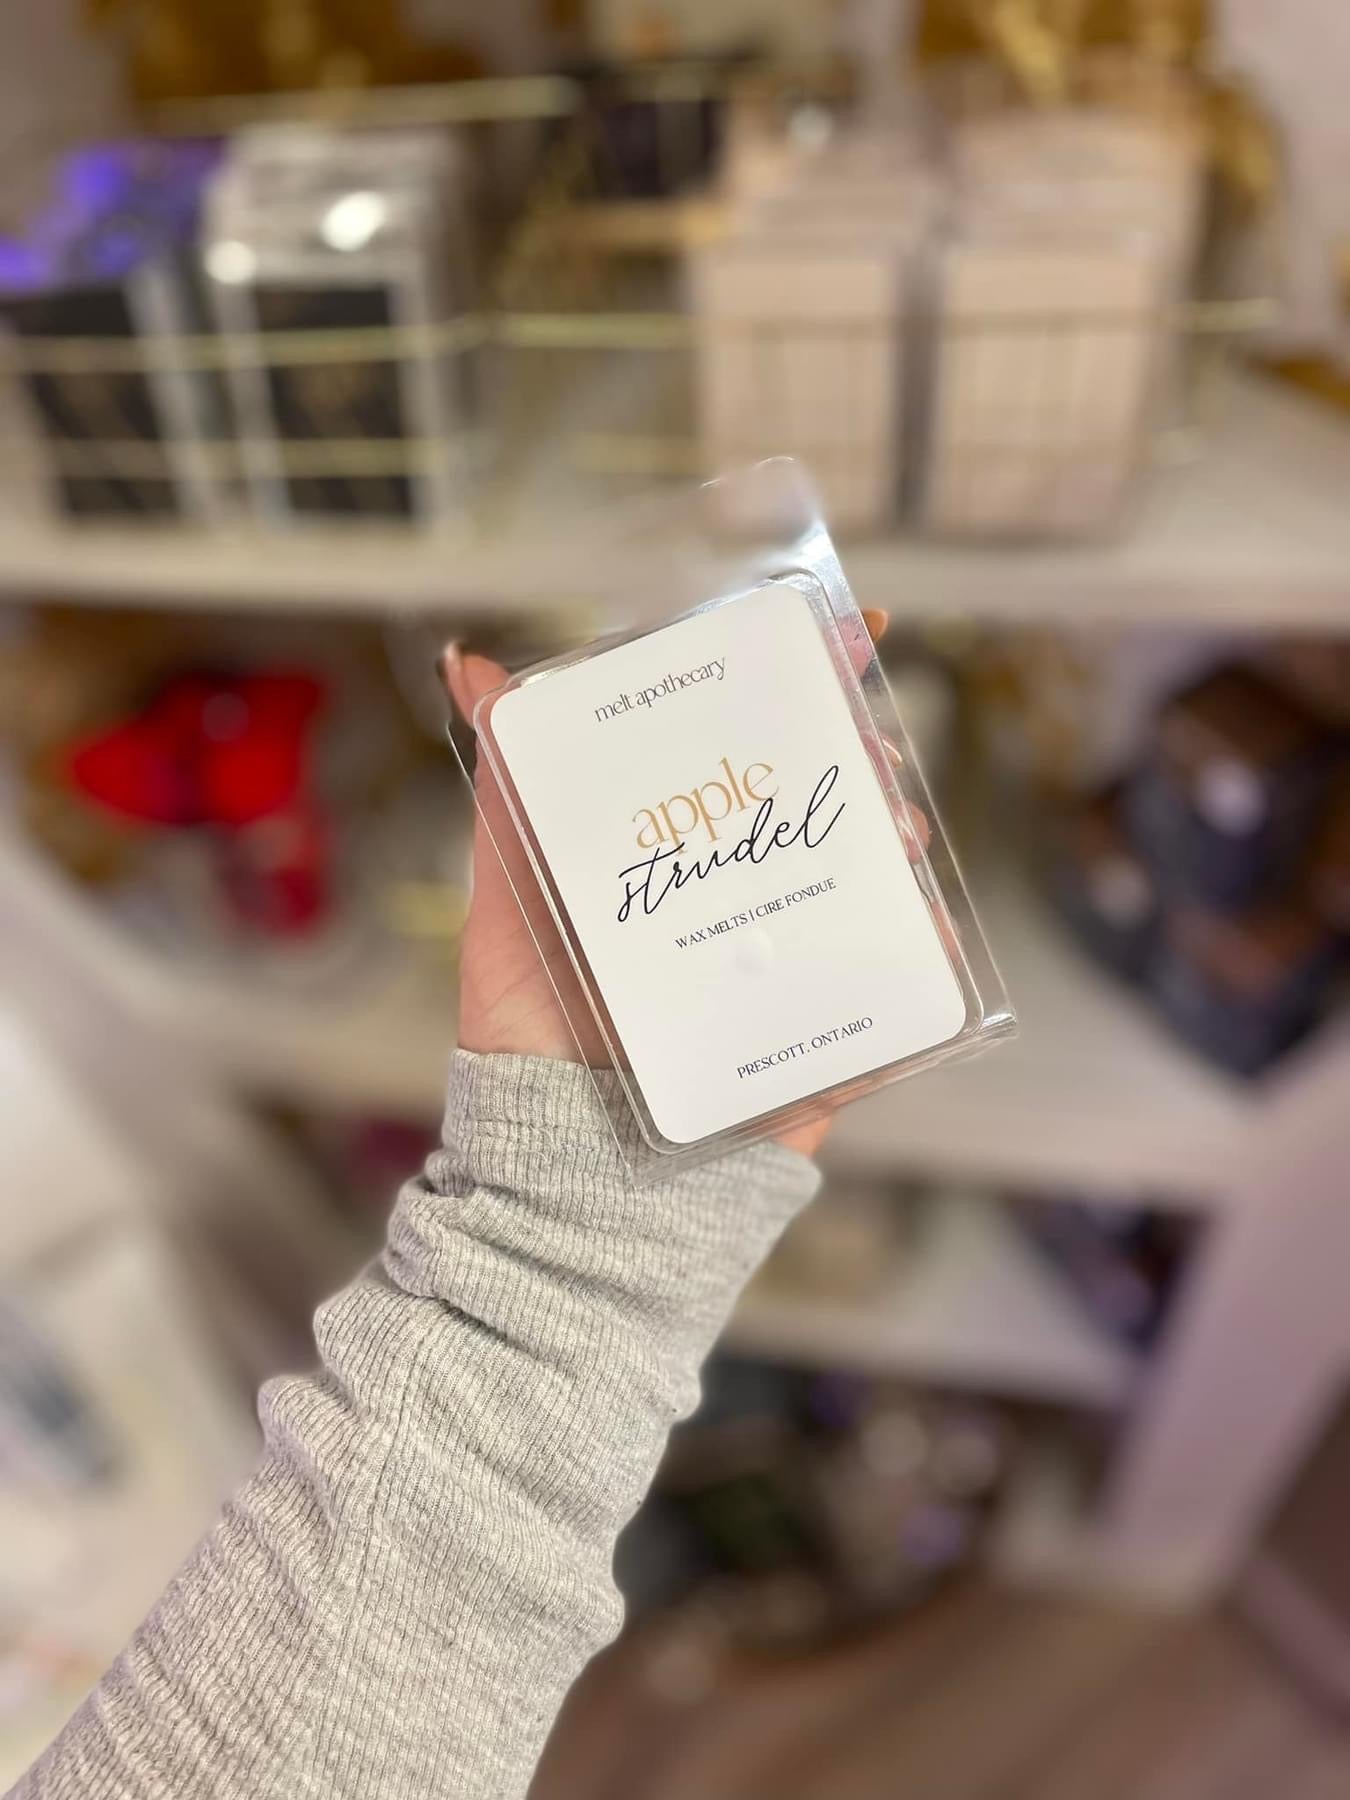 melt apothecary
apple
strudel
WAX MELTS | CIRE FONDUE
PRESCOTT, ONTARIO